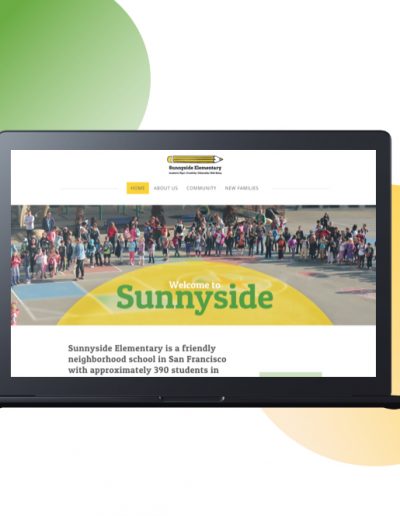 Sunnyside Elementary
HOME ABOUT US COMMUNITY NEW FAMILIES
Welcome to
Sunnyside
Sunnyside Elementary is a friendly
neighborhood school in San Francisco
with approximately 390 students in